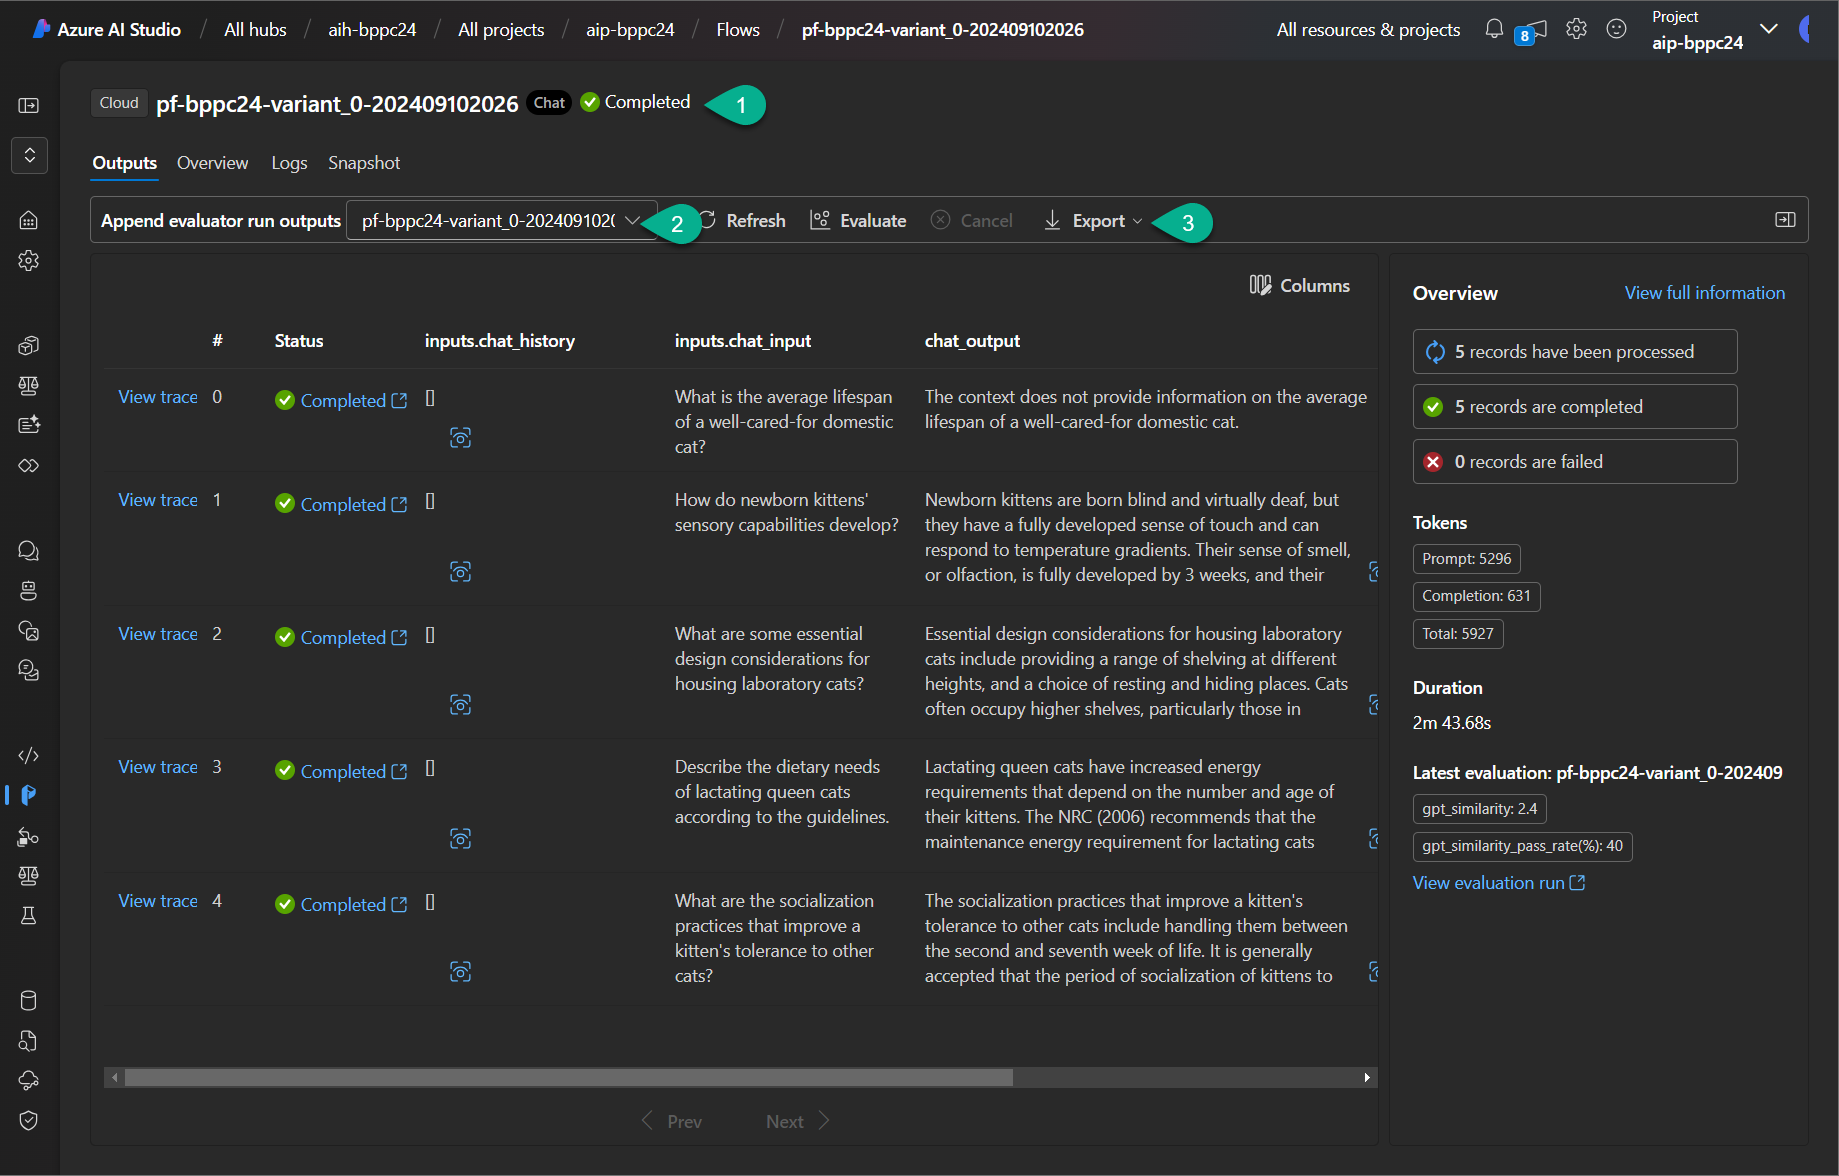 Azure AI Studio / All hubs / aih-bppc24 / All projects / aip-bppc24 / Flows / pf-bppc24-variant_0-202409102026
All resources & projects
8
Project
aip-bppc24
Cloud pf-bppc24-variant_0-202409102026 Chat Completed 1
Outputs Overview Logs Snapshot
Append evaluator run outputs pf-bppc24-variant_0-2024091020 2 Refresh Evaluate Cancel Export 3
Columns
# Status inputs.chat_history inputs.chat_input chat_output
View trace 0 Completed []
What is the average lifespan
of a well-cared-for domestic
cat?
The context does not provide information on the average
lifespan of a well-cared-for domestic cat.
View trace 1 Completed []
How do newborn kittens'
sensory capabilities develop?
Newborn kittens are born blind and virtually deaf, but
they have a fully developed sense of touch and can
respond to temperature gradients. Their sense of smell,
or olfaction, is fully developed by 3 weeks, and their
View trace 2 Completed []
What are some essential
design considerations for
housing laboratory cats?
Essential design considerations for housing laboratory
cats include providing a range of shelving at different
heights, and a choice of resting and hiding places. Cats
often occupy higher shelves, particularly those in
View trace 3 Completed []
Describe the dietary needs
of lactating queen cats
according to the guidelines.
Lactating queen cats have increased energy
requirements that depend on the number and age of
their kittens. The NRC (2006) recommends that the
maintenance energy requirement for lactating cats
View trace 4 Completed []
What are the socialization
practices that improve a
kitten's tolerance to other
cats?
The socialization practices that improve a kitten's
tolerance to other cats include handling them between
the second and seventh week of life. It is generally
accepted that the period of socialization of kittens to
Prev Next
Overview View full information
5 records have been processed
5 records are completed
0 records are failed
Tokens
Prompt: 5296
Completion: 631
Total: 5927
Duration
2m 43.68s
Latest evaluation: pf-bppc24-variant_0-202409
gpt_similarity: 2.4
gpt_similarity_pass_rate(%): 40
View evaluation run